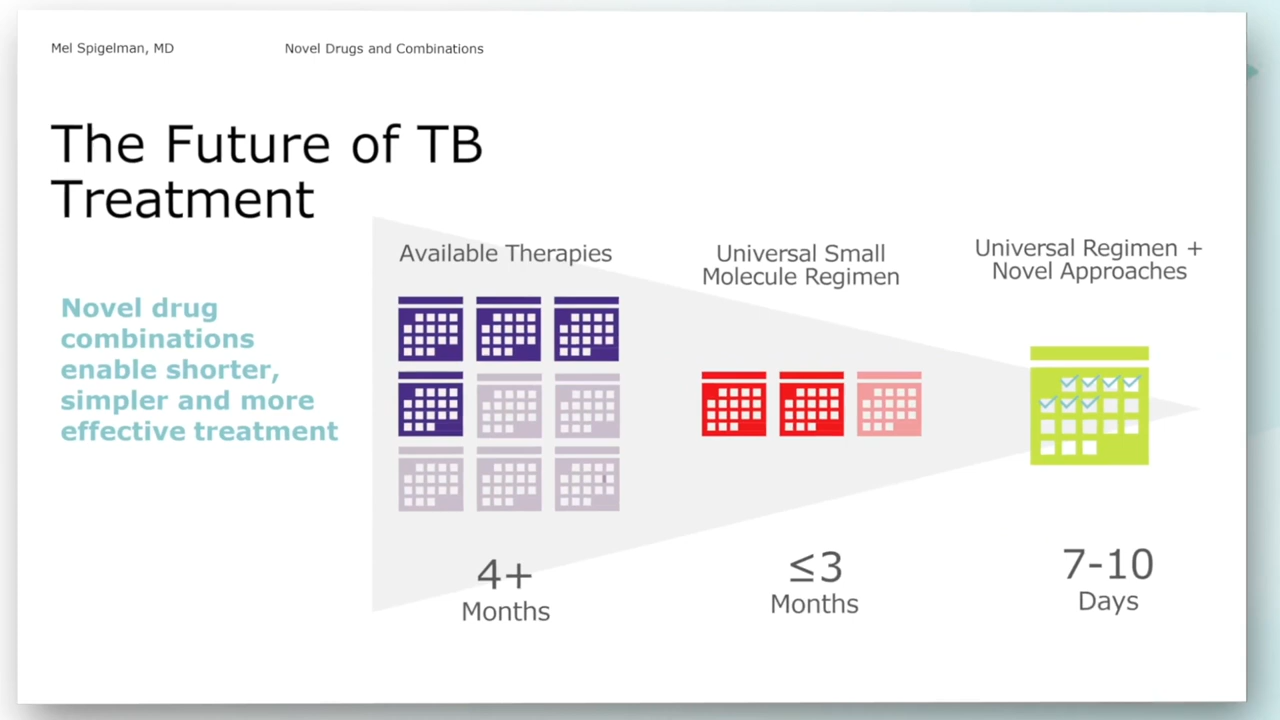 Mel Spigelman, MD
Novel Drugs and Combinations
The Future of TB
Treatment
Novel drug
combinations
enable shorter,
simpler and more
effective treatment
Available Therapies
4+
Months
Universal Small
Molecule Regimen
≤3
Months
Universal Regimen +
Novel Approaches
7-10
Days